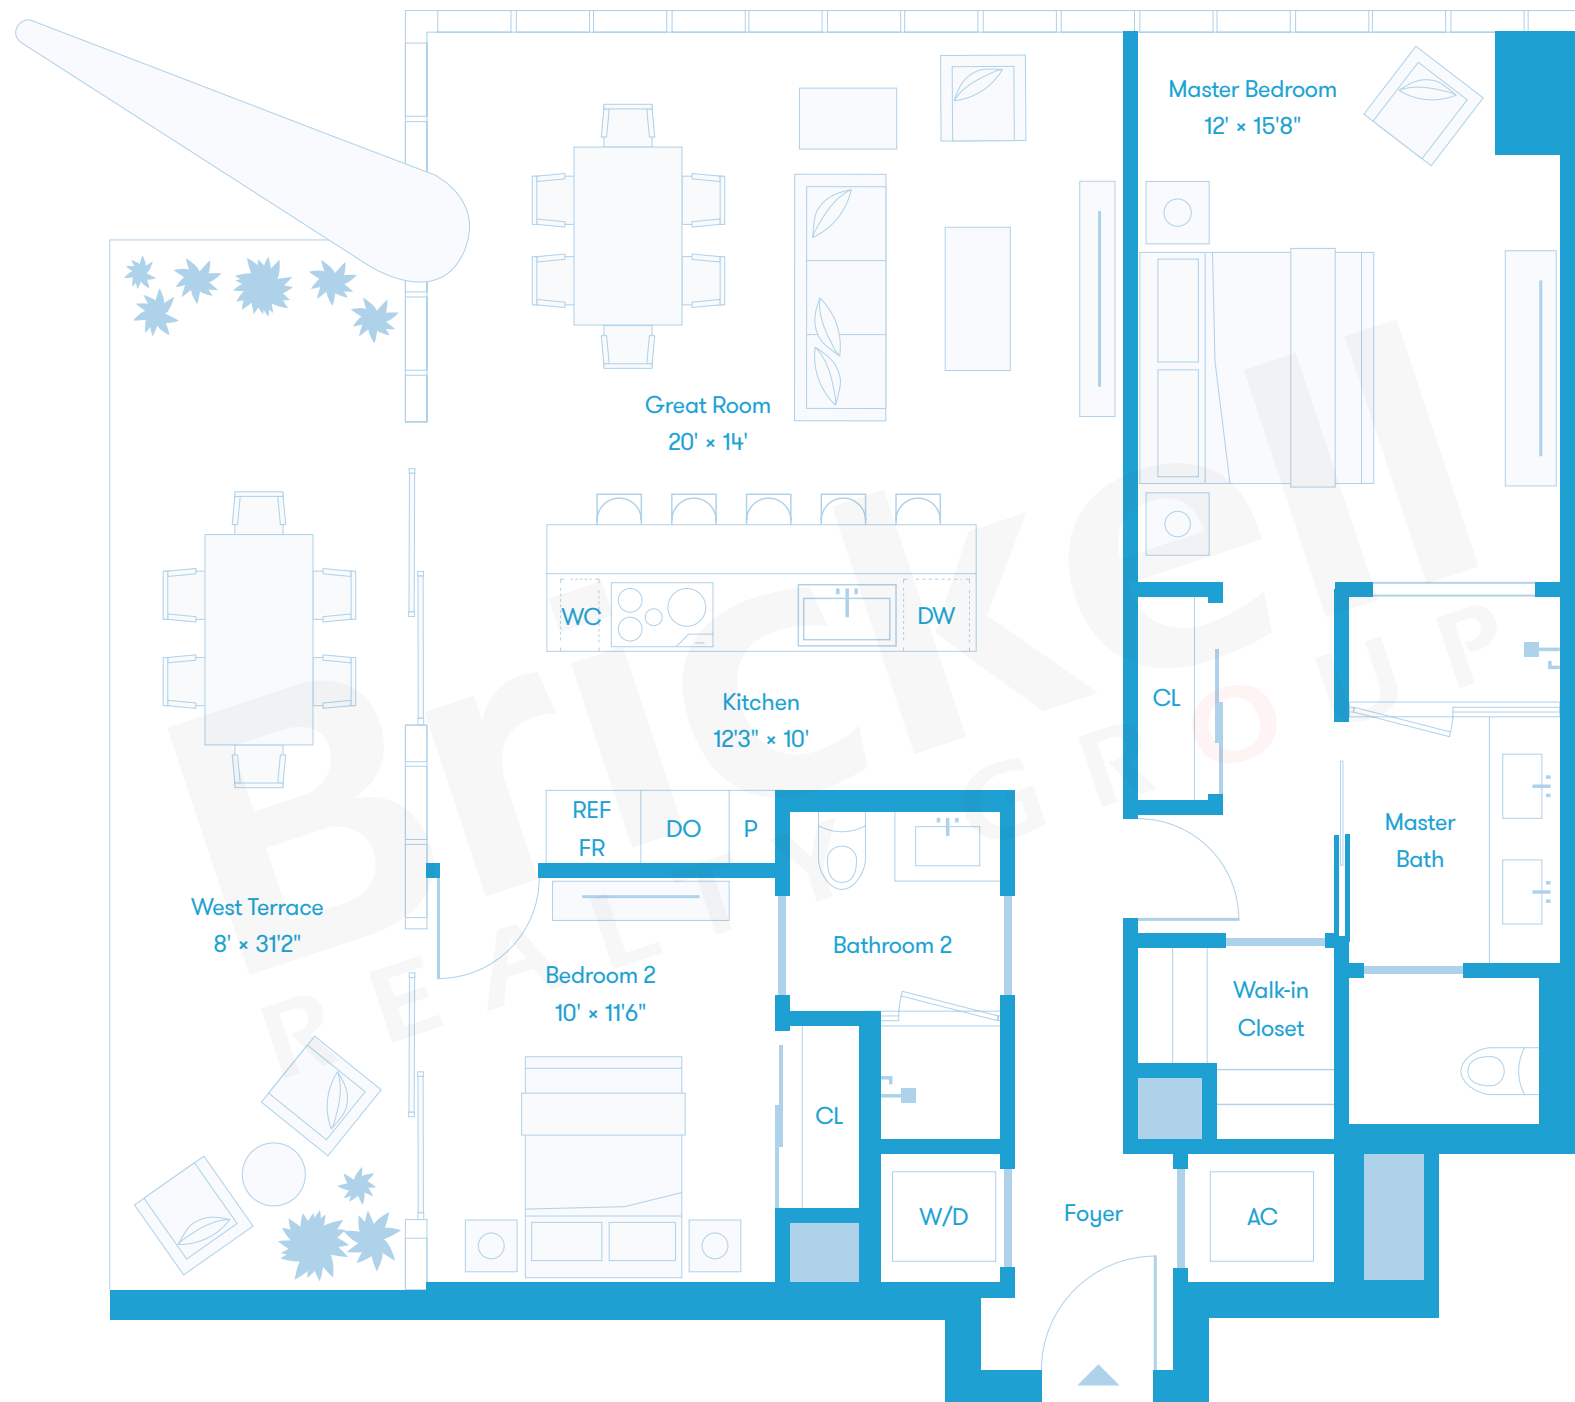 Master Bedroom
12' × 15'8"
Great Room
20' × 14'
WC
DW
Kitchen
12'3" × 10'
CL
REF
FR
DO
P
Master
Bath
West Terrace
8' × 31'2"
Bathroom 2
Bedroom 2
10' × 11'6"
Walk-in
Closet
CL
W/D
Foyer
AC
Brickell
REALTY GROUP